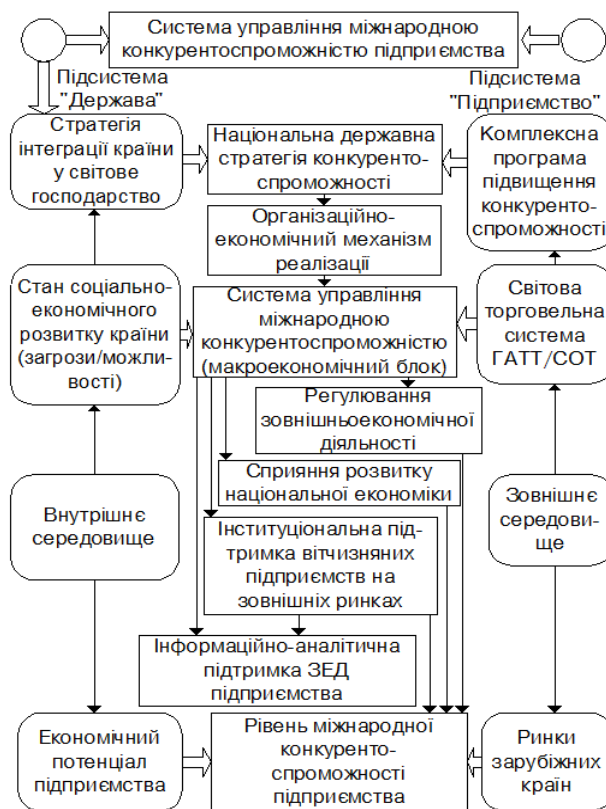 Система управління міжнародною
конкурентоспроможністю підприємства
Підсистема
"Держава"
Підсистема
"Підприємство"
Стратегія
інтеграції країни
у світове
господарство
Національна державна
стратегія конкуренто-
спроможності
Комплексна
програма
підвищення
конкуренто-
спроможності
Організаційно-
економічний механізм
реалізації
Стан соціально-
економічного
розвитку країни
(загрози/можли-
вості)
Система управління
міжнародною
конкурентоспроможністю
(макроекономічний блок)
Світова
торговельна
система
ГАТТ/СОТ
Регулювання
зовнішньоекономічної
діяльності
Сприяння розвитку
національної економіки
Внутрішнє
середовище
Інституціональна під-
тримка вітчизняних
підприємств на
зовнішніх ринках
Зовнішнє
середови-
ще
Інформаційно-аналітична
підтримка ЗЕД
підприємства
Економічний
потенціал
підприємства
Рівень міжнародної
конкуренто-
спроможності
підприємства
Ринки
зарубіжних
країн